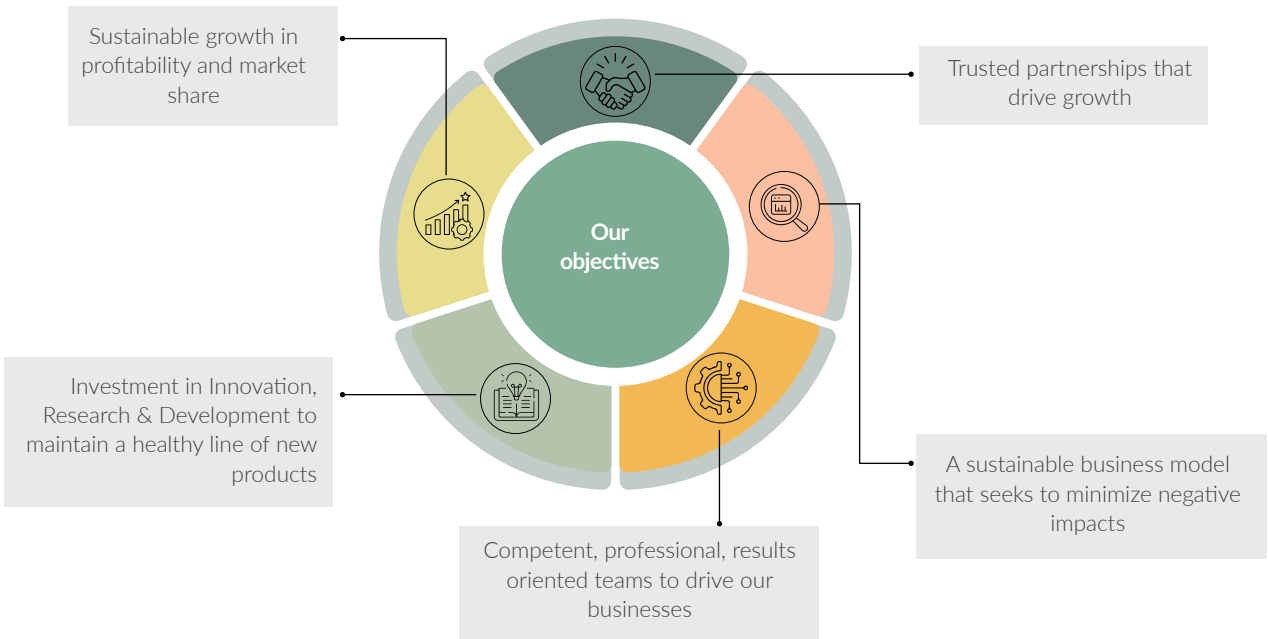 Sustainable growth in
profitability and market
share
Trusted partnerships that
drive growth
Our
objectives
Investment in Innovation,
Research & Development to
maintain a healthy line of new
products
A sustainable business model
that seeks to minimize negative
impacts
Competent, professional, results
oriented teams to drive our
businesses